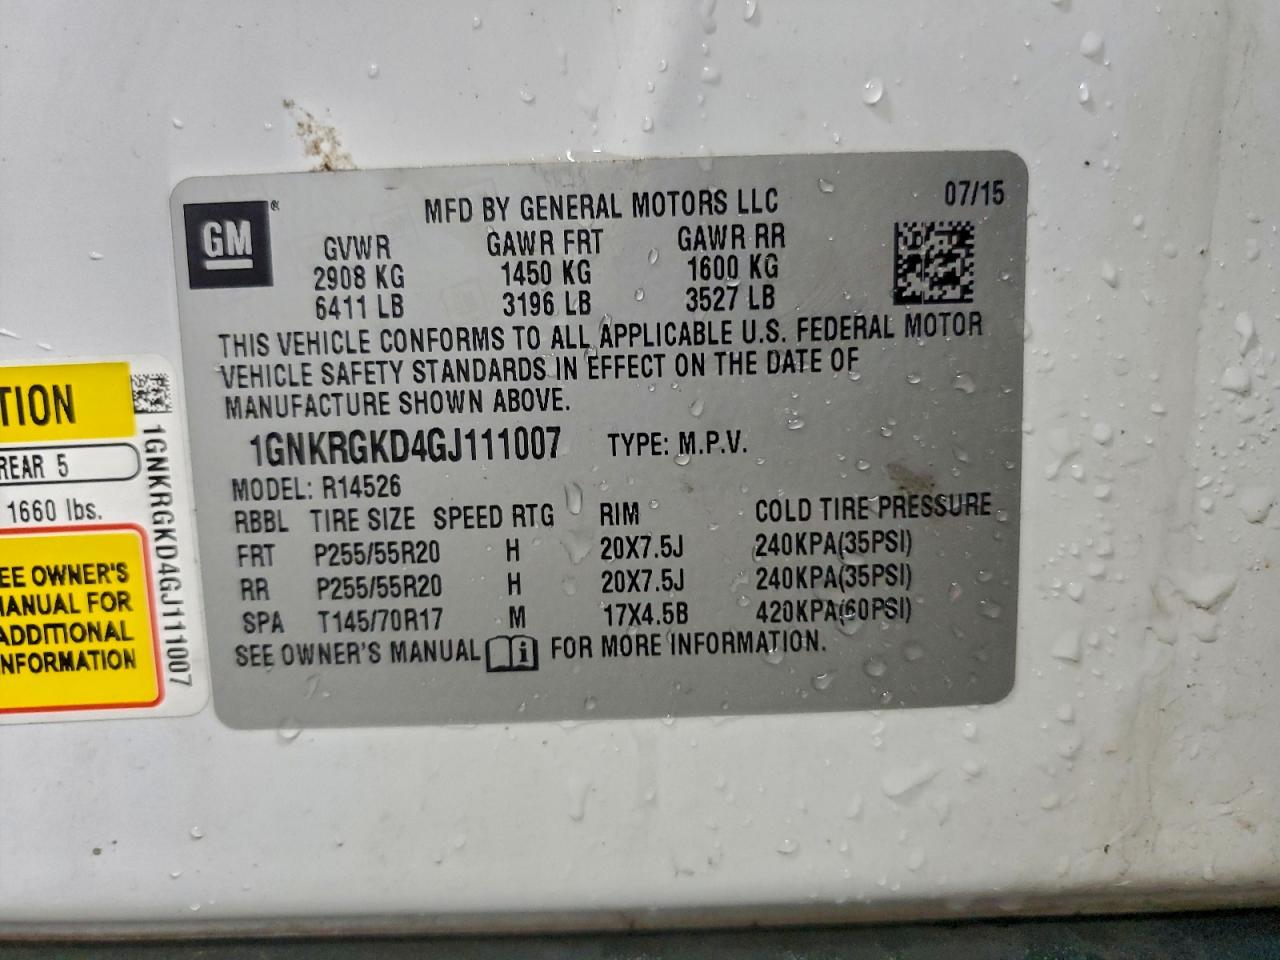 GM®
MFD BY GENERAL MOTORS LLC 07/15
GVWR GAWR FRT GAWR RR
2908 KG 1450 KG 1600 KG
6411 LB 3196 LB 3527 LB
THIS VEHICLE CONFORMS TO ALL APPLICABLE U.S. FEDERAL MOTOR
VEHICLE SAFETY STANDARDS IN EFFECT ON THE DATE OF
MANUFACTURE SHOWN ABOVE.
1GNKRGKD4GJ111007 TYPE: M.P.V.
MODEL: R14526
RBBL TIRE SIZE SPEED RTG RIM COLD TIRE PRESSURE
FRT P255/55R20 H 20X7.5J 240KPA(35PSI)
RR P255/55R20 H 20X7.5J 240KPA(35PSI)
SPA T145/70R17 M 17X4.5B 420KPA(60PSI)
SEE OWNER'S MANUAL i FOR MORE INFORMATION.
TION
REAR 5
1660 lbs.
EE OWNER'S
ANUAL FOR
ADDITIONAL
NFORMATION
1GNKRGKD4GJ111007